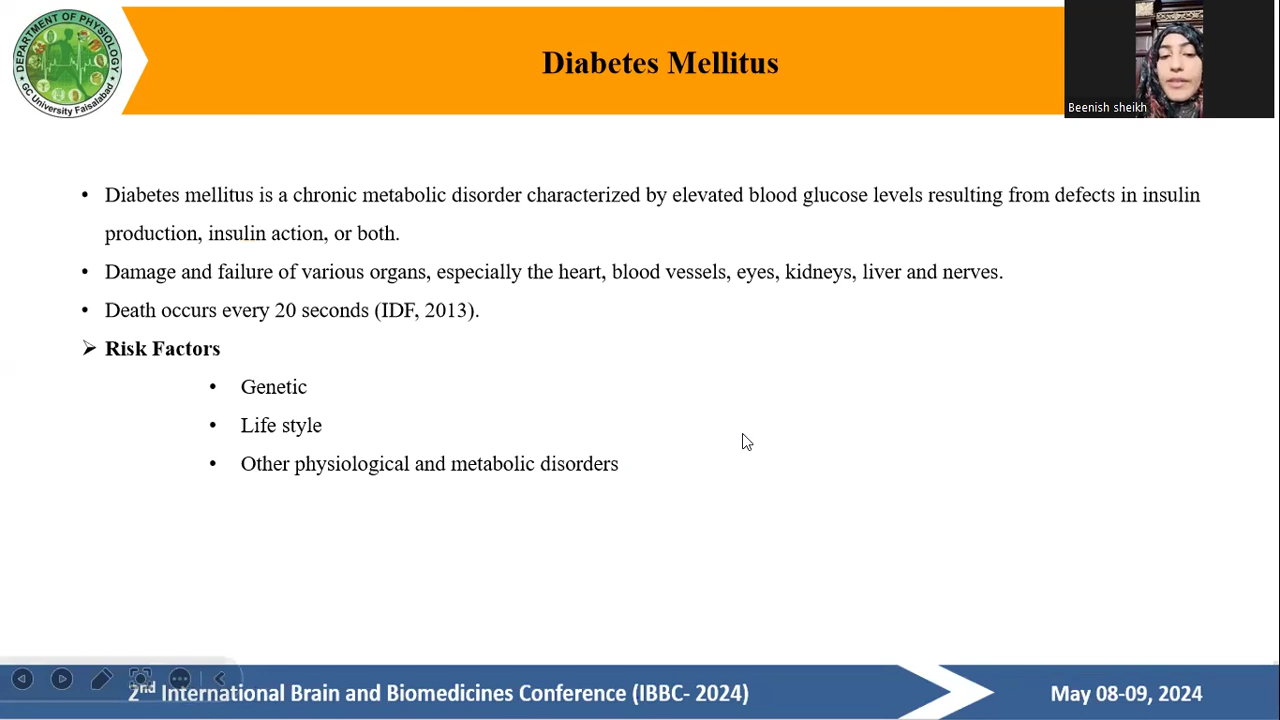 DEPARTMENT OF PHYSIOLOGY
GC University Faisalabad
Diabetes Mellitus
Beenish sheikh
• Diabetes mellitus is a chronic metabolic disorder characterized by elevated blood glucose levels resulting from defects in insulin
production, insulin action, or both.
• Damage and failure of various organs, especially the heart, blood vessels, eyes, kidneys, liver and nerves.
• Death occurs every 20 seconds (IDF, 2013).
➢ Risk Factors
• Genetic
• Life style
• Other physiological and metabolic disorders
2nd International Brain and Biomedicines Conference (IBBC- 2024)
May 08-09, 2024